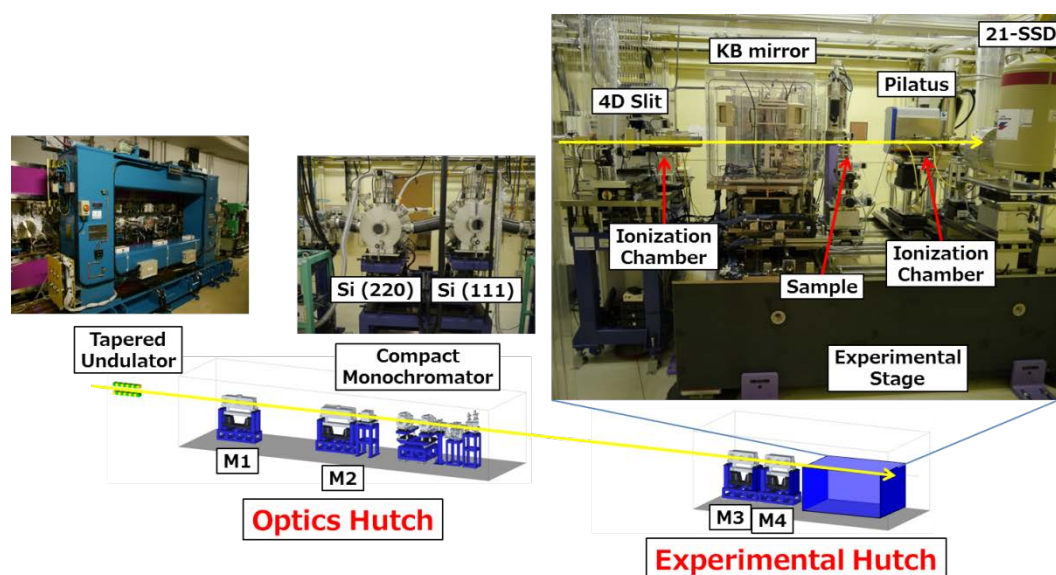 21-SSD
KB mirror
Pilatus
4D Slit
Ionization
Chamber
Sample
Ionization
Chamber
Experimental
Stage
Si (220)
Si (111)
Tapered
Undulator
Compact
Monochromator
M1
M2
Optics Hutch
M3
M4
Experimental Hutch